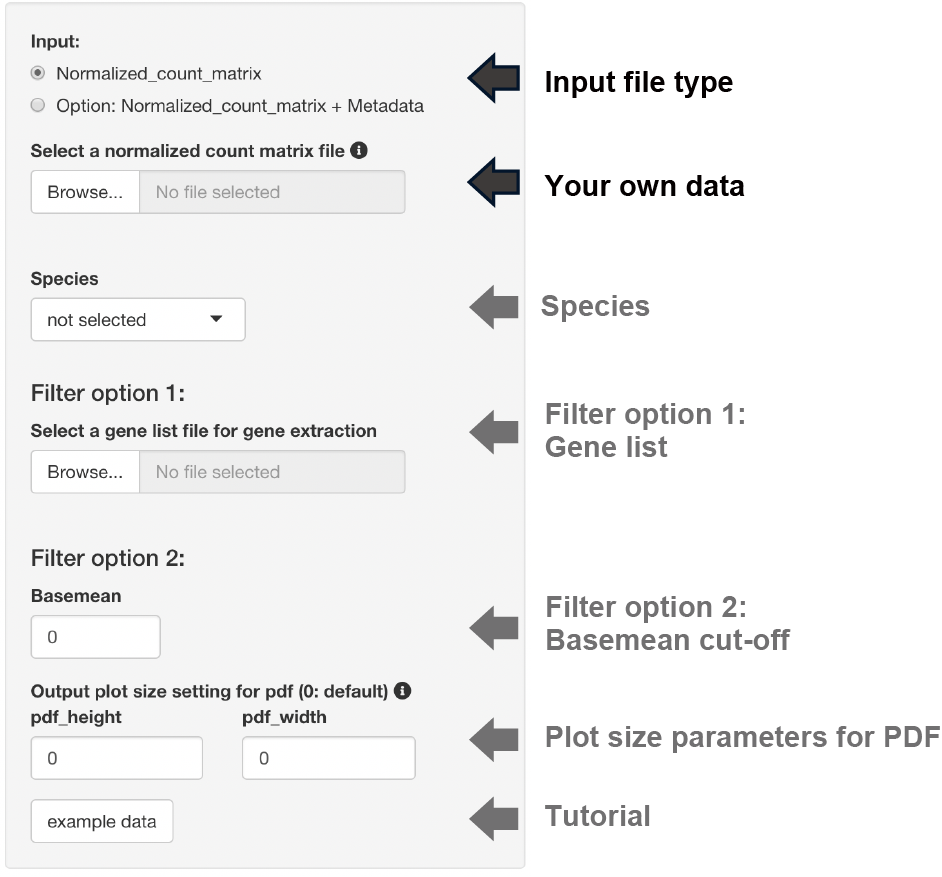 Input:
Normalized_count_matrix
Option: Normalized_count_matrix + Metadata
Input file type
Select a normalized count matrix file
Browse... No file selected
Your own data
Species
not selected
Species
Filter option 1:
Select a gene list file for gene extraction
Browse... No file selected
Filter option 1:
Gene list
Filter option 2:
Basemean
0
Filter option 2:
Basemean cut-off
Output plot size setting for pdf (0: default)
pdf_height pdf_width
0 0
Plot size parameters for PDF
example data
Tutorial